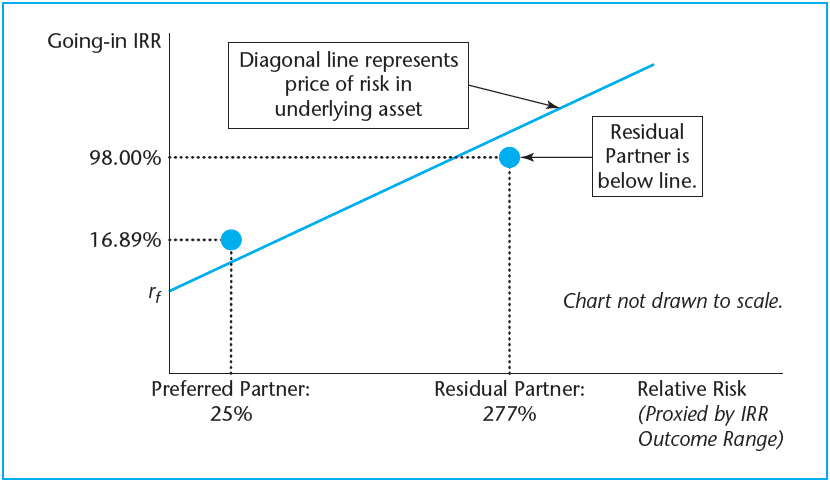 Going-in IRR
Diagonal line represents
price of risk in
underlying asset
Residual
Partner is
below line.
98.00%
16.89%
rf
Chart not drawn to scale.
Preferred Partner:
25%
Residual Partner:
277%
Relative Risk
(Proxied by IRR
Outcome Range)